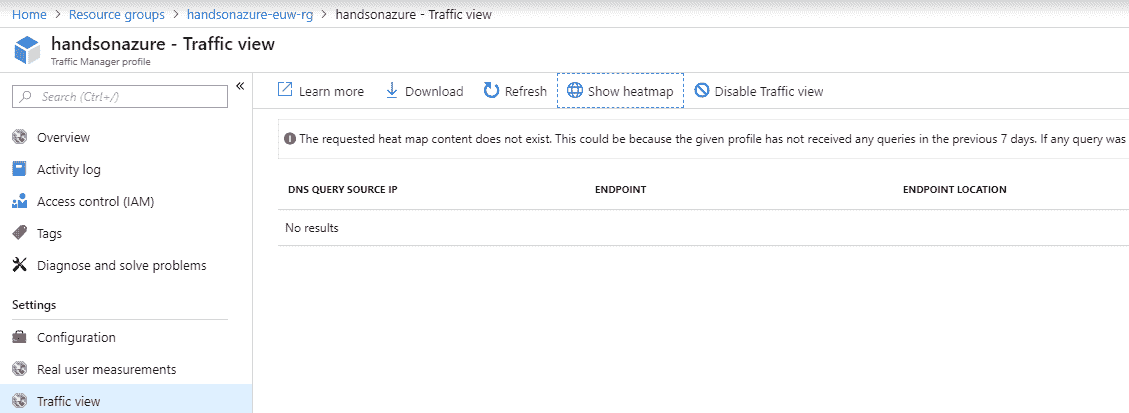 Home > Resource groups > handsonazure-euw-rg > handsonazure - Traffic view
handsonazure - Traffic view
Traffic Manager profile
«
Search (Ctrl+/)
Learn more Download Refresh Show heatmap Disable Traffic view
Overview
Activity log
Access control (IAM)
Tags
Diagnose and solve problems
Settings
Configuration
Real user measurements
Traffic view
The requested heat map content does not exist. This could be because the given profile has not received any queries in the previous 7 days. If any query was
DNS QUERY SOURCE IP ENDPOINT ENDPOINT LOCATION
No results